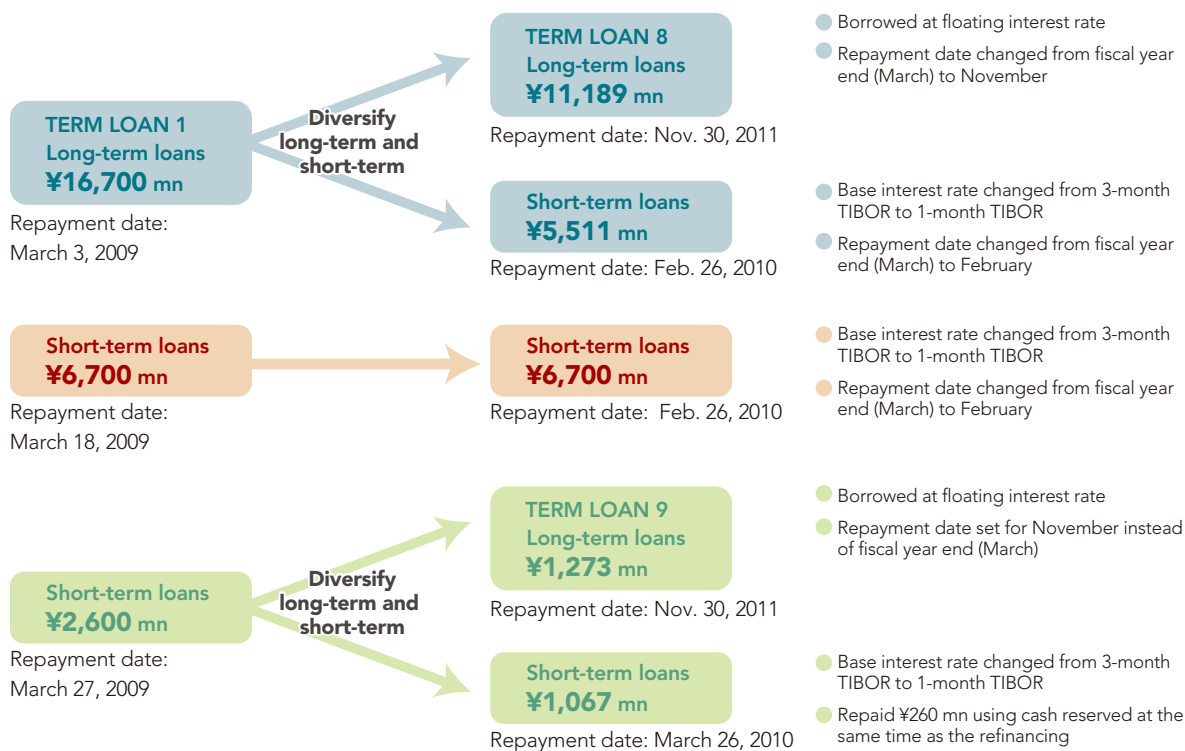 TERM LOAN 1
Long-term loans
¥16,700 mn
Repayment date:
March 3, 2009
Diversify
long-term and
short-term
TERM LOAN 8
Long-term loans
¥11,189 mn
Repayment date: Nov. 30, 2011
Borrowed at floating interest rate
Repayment date changed from fiscal year
end (March) to November
Short-term loans
¥5,511 mn
Repayment date: Feb. 26, 2010
Base interest rate changed from 3-month
TIBOR to 1-month TIBOR
Repayment date changed from fiscal year
end (March) to February
Short-term loans
¥6,700 mn
Repayment date:
March 18, 2009
Short-term loans
¥6,700 mn
Repayment date: Feb. 26, 2010
Base interest rate changed from 3-month
TIBOR to 1-month TIBOR
Repayment date changed from fiscal year
end (March) to February
Short-term loans
¥2,600 mn
Repayment date:
March 27, 2009
Diversify
long-term and
short-term
TERM LOAN 9
Long-term loans
¥1,273 mn
Repayment date: Nov. 30, 2011
Borrowed at floating interest rate
Repayment date set for November instead
of fiscal year end (March)
Short-term loans
¥1,067 mn
Repayment date: March 26, 2010
Base interest rate changed from 3-month
TIBOR to 1-month TIBOR
Repaid ¥260 mn using cash reserved at the
same time as the refinancing